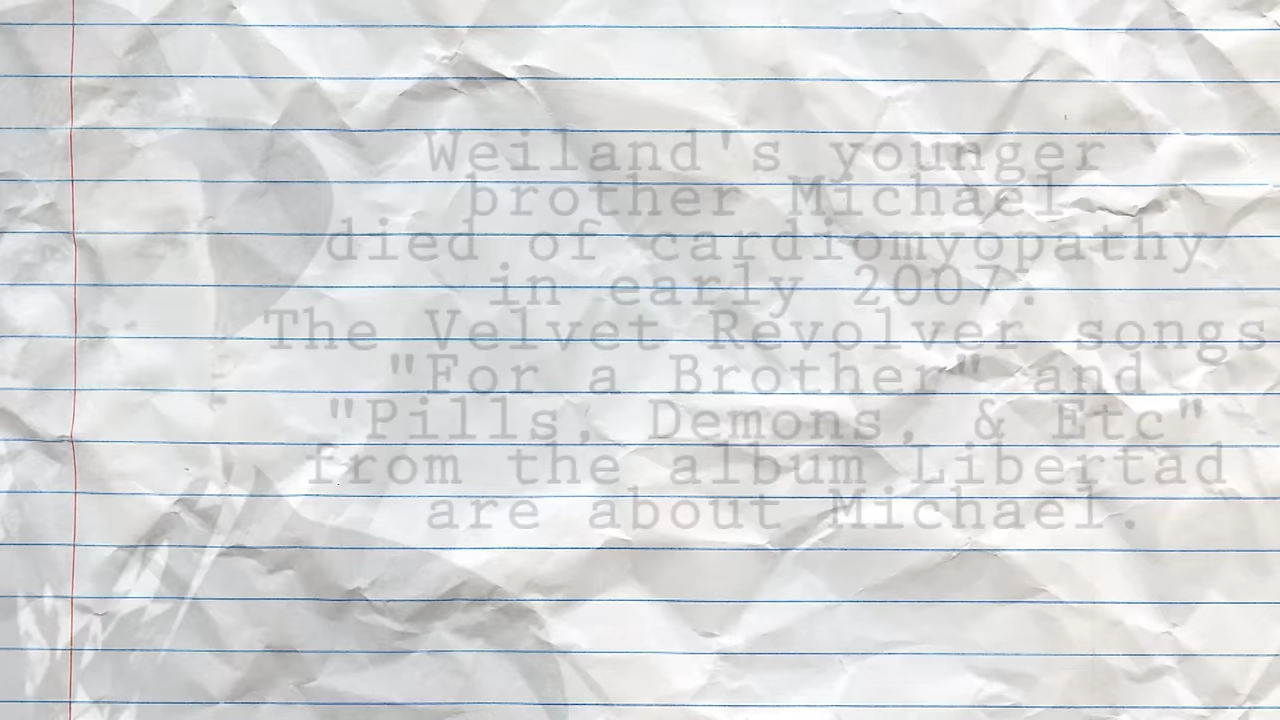 Weiland's younger
brother Michael
died of cardiomyopathy
in early 2007.
The Velvet Revolver songs
"For a Brother" and
"Pills, Demons, & Etc"
from the album Libertad
are about Michael.